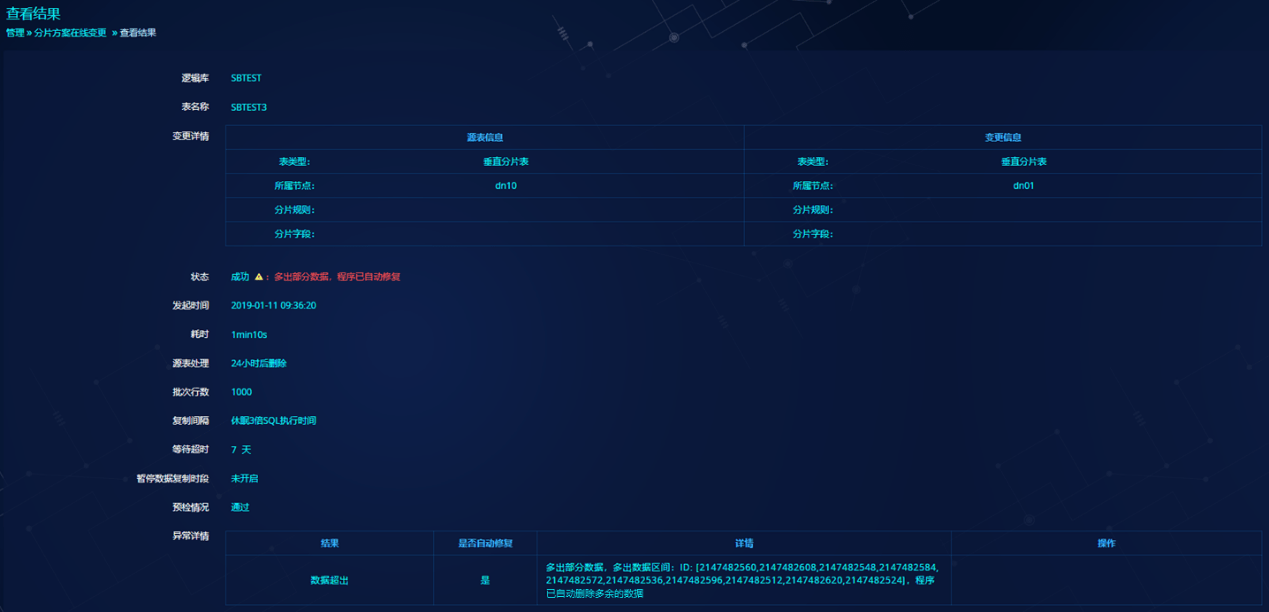 查看结果
管理 » 分片方案在线变更 » 查看结果
逻辑库 SBTEST
表名称 SBTEST3
变更详情
源表信息 变更信息
表类型: 垂直分片表 表类型: 垂直分片表
所属节点: dn10 所属节点: dn01
分片规则: 分片规则:
分片字段: 分片字段:
状态 成功 : 多出部分数据，程序已自动修复
发起时间 2019-01-11 09:36:20
耗时 1min10s
源表处理 24小时后删除
批次行数 1000
复制间隔 休眠3倍SQL执行时间
等待超时 7 天
暂停数据复制时段 未开启
预检情况 通过
异常详情
结果 是否自动修复 详情 操作
数据超出 是 多出部分数据，多出数据区间：ID: [2147482560,2147482608,2147482548,2147482584,
2147482572,2147482536,2147482596,2147482512,2147482620,2147482524]，程序
已自动删除多余的数据